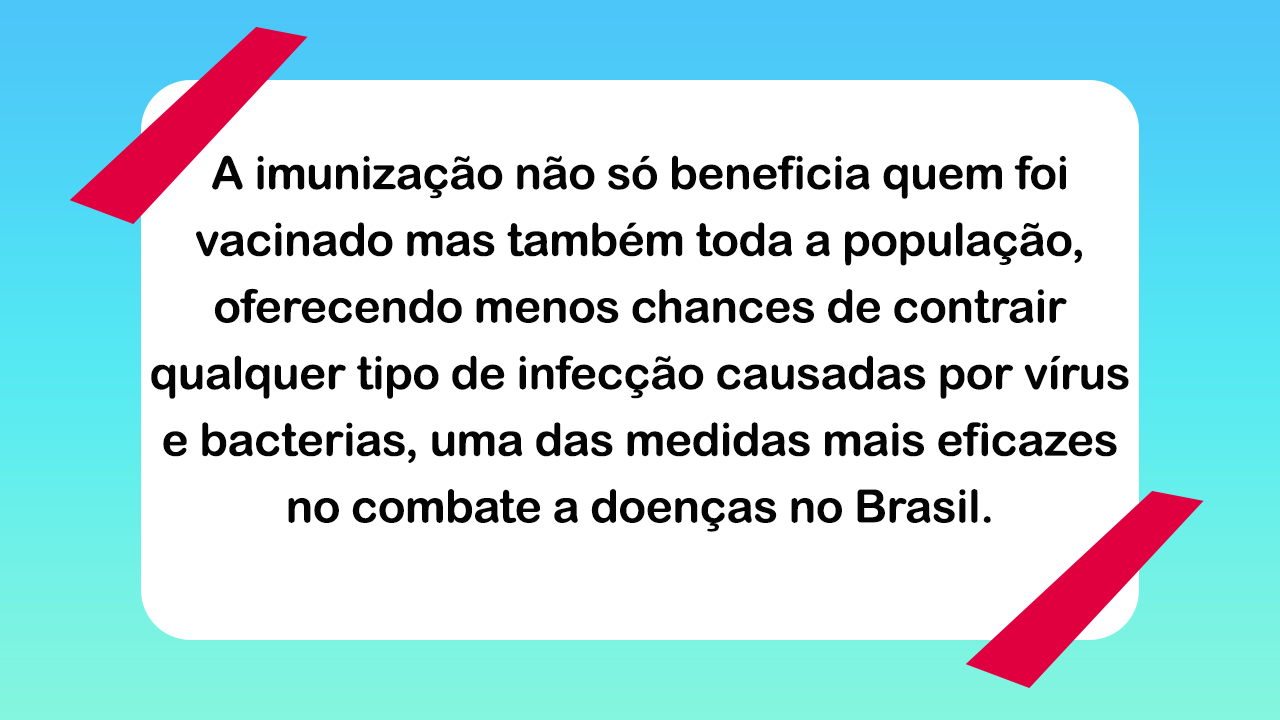 A imunização não só beneficia quem foi
vacinado mas também toda a população,
oferecendo menos chances de contrair
qualquer tipo de infecção causadas por vírus
e bacterias, uma das medidas mais eficazes
no combate a doenças no Brasil.